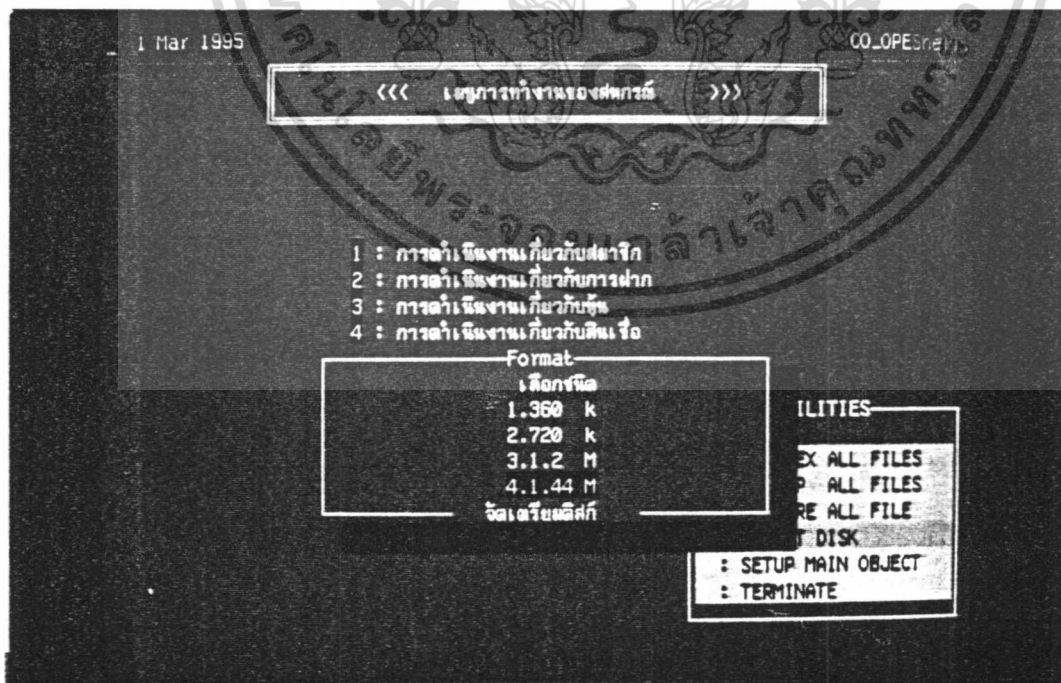 1 Mar 1995
<<< เมนูการทำงานของสหกรณ์ >>>
1 : การดำเนินงานเกี่ยวกับสมาชิก
2 : การดำเนินงานเกี่ยวกับการฝาก
3 : การดำเนินงานเกี่ยวกับหุ้น
4 : การดำเนินงานเกี่ยวกับสินเชื่อ
Format
เลือกชนิด
1.360 k
2.720 k
3.1.2 M
4.1.44 M
จัดเตรียมดิสก์
ILITIES
EX ALL FILES
P ALL FILES
RE ALL FILE
T DISK
: SETUP MAIN OBJECT
: TERMINATE